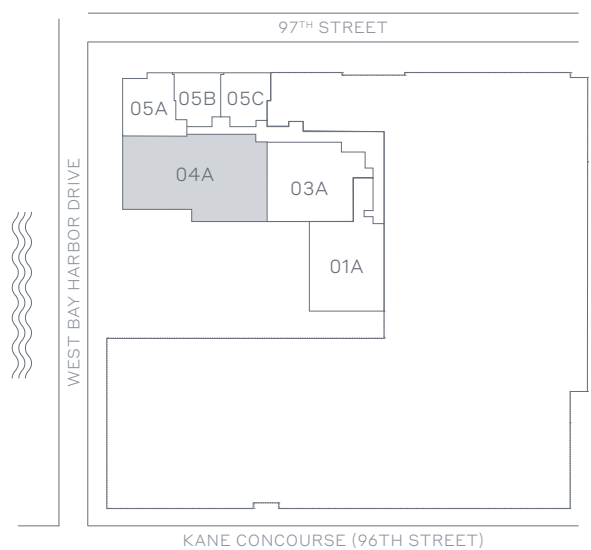 97TH STREET
05A
05B
05C
04A
03A
01A
WEST BAY HARBOR DRIVE
KANE CONCOURSE (96TH STREET)